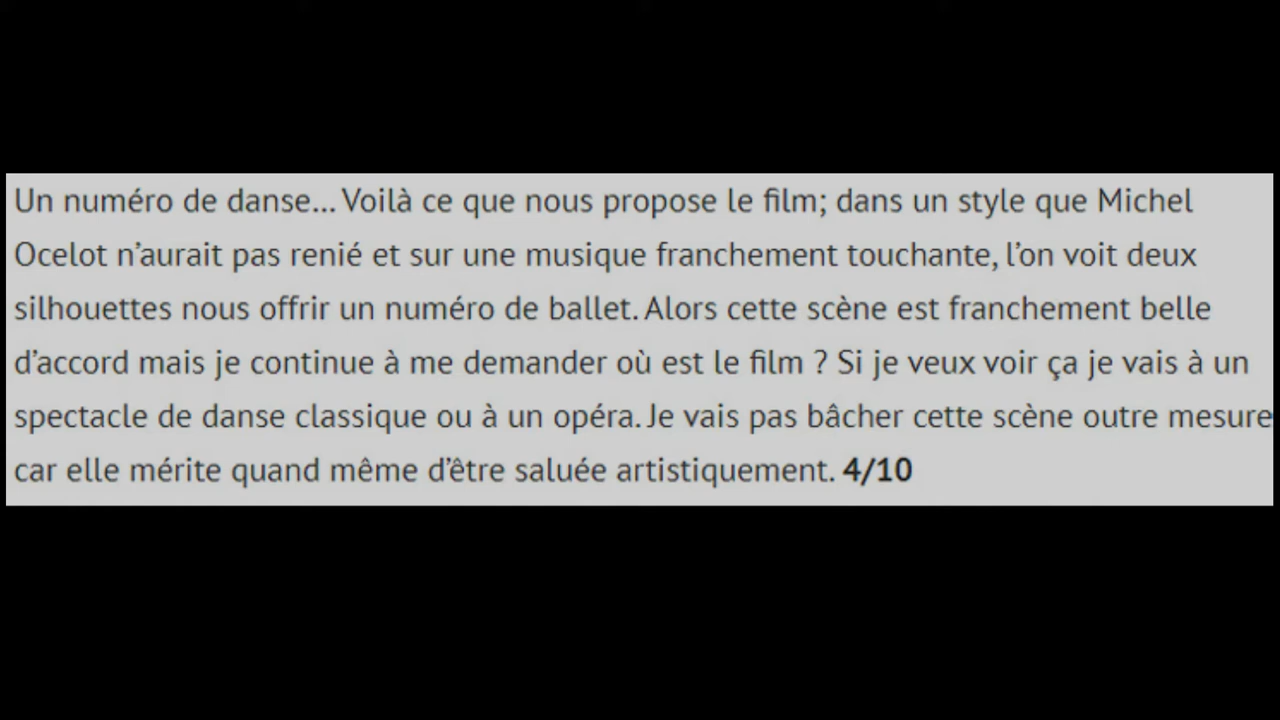 Un numéro de danse... Voilà ce que nous propose le film; dans un style que Michel
Ocelot n’aurait pas renié et sur une musique franchement touchante, l’on voit deux
silhouettes nous offrir un numéro de ballet. Alors cette scène est franchement belle
d’accord mais je continue à me demander où est le film ? Si je veux voir ça je vais à un
spectacle de danse classique ou à un opéra. Je vais pas bâcher cette scène outre mesure
car elle mérite quand même d’être saluée artistiquement. 4/10